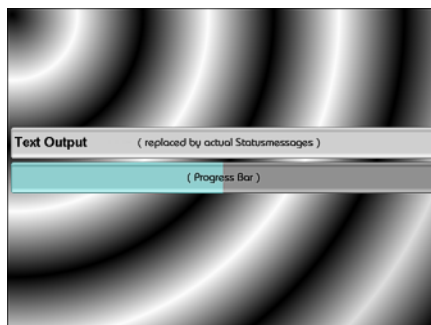 Text Output ( replaced by actual Statusmessages )
( Progress Bar )